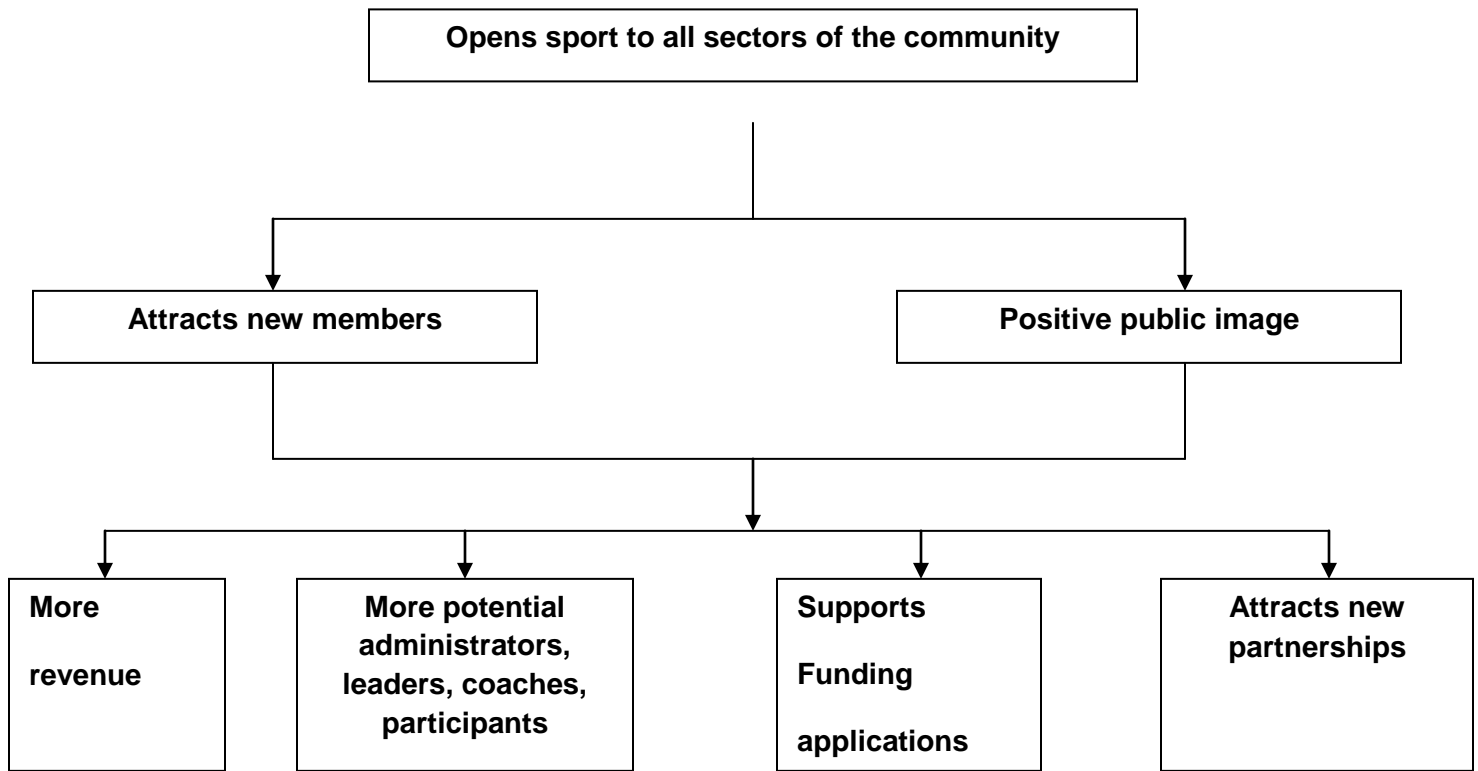 Opens sport to all sectors of the community
Attracts new members
Positive public image
More
revenue
More potential
administrators,
leaders, coaches,
participants
Supports
Funding
applications
Attracts new
partnerships